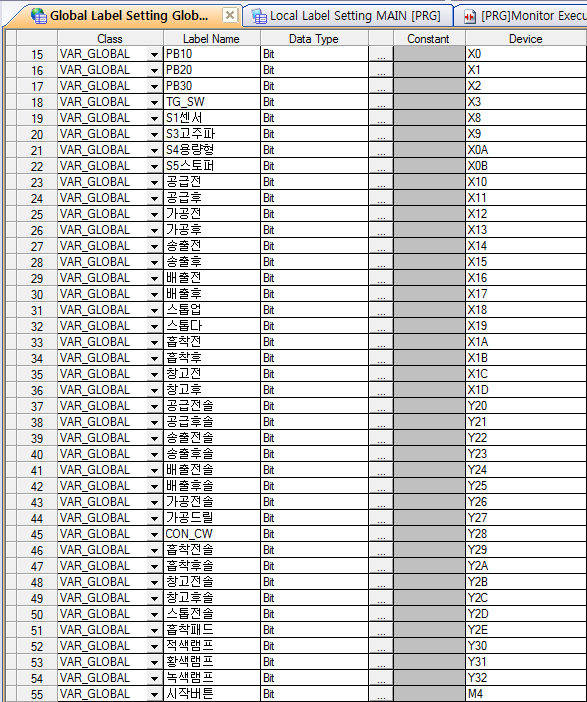 Global Label Setting Glob... Local Label Setting MAIN [PRG] [PRG]Monitor Execu
Class Label Name Data Type Constant Device
15 VAR_GLOBAL PB10 Bit ... X0
16 VAR_GLOBAL PB20 Bit ... X1
17 VAR_GLOBAL PB30 Bit ... X2
18 VAR_GLOBAL TG_SW Bit ... X3
19 VAR_GLOBAL S1센서 Bit ... X8
20 VAR_GLOBAL S3고주파 Bit ... X9
21 VAR_GLOBAL S4용량형 Bit ... X0A
22 VAR_GLOBAL S5스토퍼 Bit ... X0B
23 VAR_GLOBAL 공급전 Bit ... X10
24 VAR_GLOBAL 공급후 Bit ... X11
25 VAR_GLOBAL 가공전 Bit ... X12
26 VAR_GLOBAL 가공후 Bit ... X13
27 VAR_GLOBAL 송출전 Bit ... X14
28 VAR_GLOBAL 송출후 Bit ... X15
29 VAR_GLOBAL 배출전 Bit ... X16
30 VAR_GLOBAL 배출후 Bit ... X17
31 VAR_GLOBAL 스톱업 Bit ... X18
32 VAR_GLOBAL 스톱다 Bit ... X19
33 VAR_GLOBAL 흡착전 Bit ... X1A
34 VAR_GLOBAL 흡착후 Bit ... X1B
35 VAR_GLOBAL 창고전 Bit ... X1C
36 VAR_GLOBAL 창고후 Bit ... X1D
37 VAR_GLOBAL 공급전솔 Bit ... Y20
38 VAR_GLOBAL 공급후솔 Bit ... Y21
39 VAR_GLOBAL 송출전솔 Bit ... Y22
40 VAR_GLOBAL 송출후솔 Bit ... Y23
41 VAR_GLOBAL 배출전솔 Bit ... Y24
42 VAR_GLOBAL 배출후솔 Bit ... Y25
43 VAR_GLOBAL 가공전솔 Bit ... Y26
44 VAR_GLOBAL 가공드릴 Bit ... Y27
45 VAR_GLOBAL CON_CW Bit ... Y28
46 VAR_GLOBAL 흡착전솔 Bit ... Y29
47 VAR_GLOBAL 흡착후솔 Bit ... Y2A
48 VAR_GLOBAL 창고전솔 Bit ... Y2B
49 VAR_GLOBAL 창고후솔 Bit ... Y2C
50 VAR_GLOBAL 스톱전솔 Bit ... Y2D
51 VAR_GLOBAL 흡착패드 Bit ... Y2E
52 VAR_GLOBAL 적색램프 Bit ... Y30
53 VAR_GLOBAL 황색램프 Bit ... Y31
54 VAR_GLOBAL 녹색램프 Bit ... Y32
55 VAR_GLOBAL 시작버튼 Bit ... M4